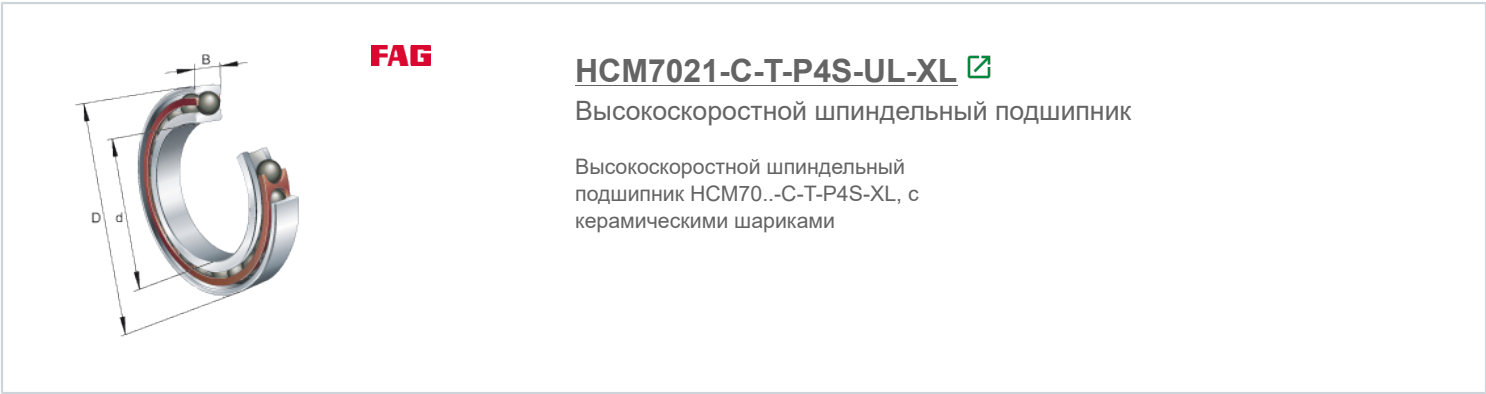 B
FAG
D
d
HCM7021-C-T-P4S-UL-XL
Высокоскоростной шпиндельный подшипник
Высокоскоростной шпиндельный
подшипник HCM70..-C-T-P4S-XL, с
керамическими шариками